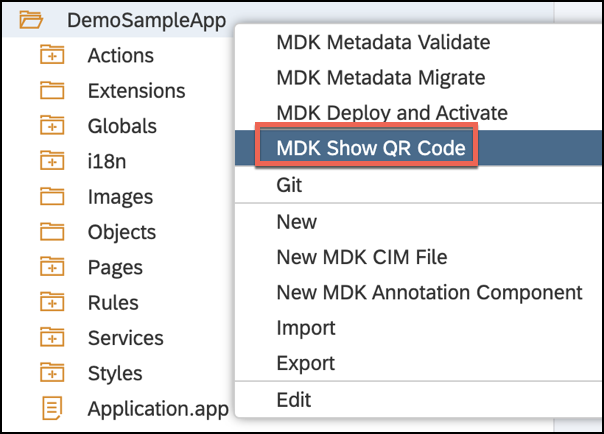 DemoSampleApp
Actions
Extensions
Globals
i18n
Images
Objects
Pages
Rules
Services
Styles
Application.app
MDK Metadata Validate
MDK Metadata Migrate
MDK Deploy and Activate
MDK Show QR Code
Git
New
New MDK CIM File
New MDK Annotation Component
Import
Export
Edit